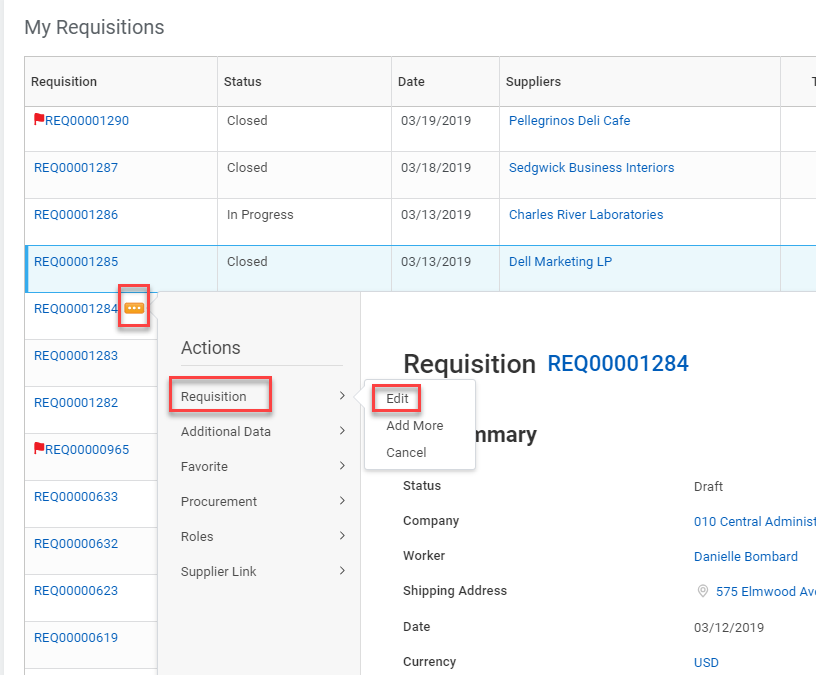 My Requisitions
Requisition Status Date Suppliers
REQ00001290 Closed 03/19/2019 Pellegrinos Deli Cafe
REQ00001287 Closed 03/18/2019 Sedgwick Business Interiors
REQ00001286 In Progress 03/13/2019 Charles River Laboratories
REQ00001285 Closed 03/13/2019 Dell Marketing LP
REQ00001284
REQ00001283
REQ00001282
REQ00000965
REQ00000633
REQ00000632
REQ00000623
REQ00000619
Actions
Requisition
Additional Data
Favorite
Procurement
Roles
Supplier Link
Edit
Add More
Cancel
Requisition REQ00001284
mmary
Status Draft
Company 010 Central Administ
Worker Danielle Bombard
Shipping Address 575 Elmwood Ave
Date 03/12/2019
Currency USD